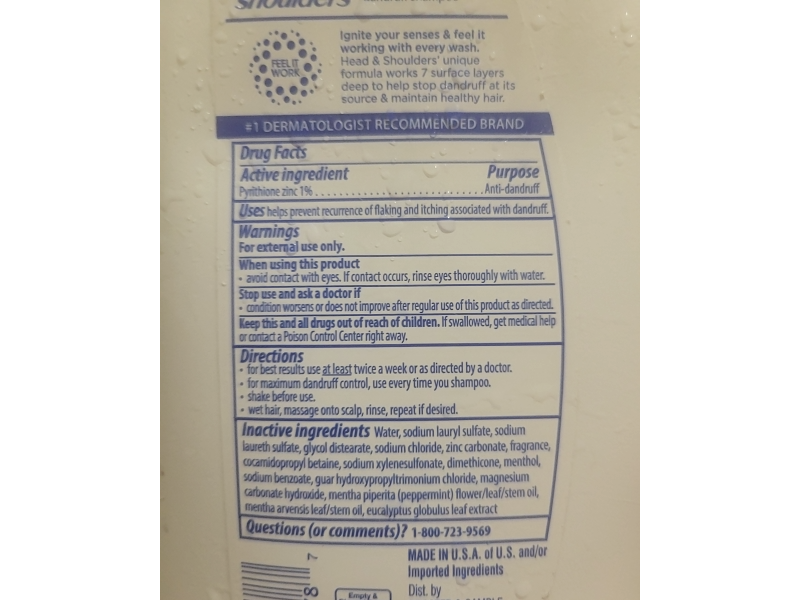 shoulders
Ignite your senses & feel it
working with every wash.
Head & Shoulders' unique
formula works 7 surface layers
deep to help stop dandruff at its
source & maintain healthy hair.
FEEL IT
WORK
#1 DERMATOLOGIST RECOMMENDED BRAND
Drug Facts
Active ingredient Purpose
Pyrithione zinc 1%..........................Anti-dandruff
Uses helps prevent recurrence of flaking and itching associated with dandruff.
Warnings
For external use only.
When using this product
• avoid contact with eyes. If contact occurs, rinse eyes thoroughly with water.
Stop use and ask a doctor if
• condition worsens or does not improve after regular use of this product as directed.
Keep this and all drugs out of reach of children. If swallowed, get medical help
or contact a Poison Control Center right away.
Directions
• for best results use at least twice a week or as directed by a doctor.
• for maximum dandruff control, use every time you shampoo.
• shake before use.
• wet hair, massage onto scalp, rinse, repeat if desired.
Inactive ingredients Water, sodium lauryl sulfate, sodium
laureth sulfate, glycol distearate, sodium chloride, zinc carbonate, fragrance,
cocamidopropyl betaine, sodium xylenesulfonate, dimethicone, menthol,
sodium benzoate, guar hydroxypropyltrimonium chloride, magnesium
carbonate hydroxide, mentha piperita (peppermint) flower/leaf/stem oil,
mentha arvensis leaf/stem oil, eucalyptus globulus leaf extract
Questions (or comments)? 1-800-723-9569
MADE IN U.S.A. of U.S. and/or
Imported Ingredients
Dist. by
7
8
Empty &